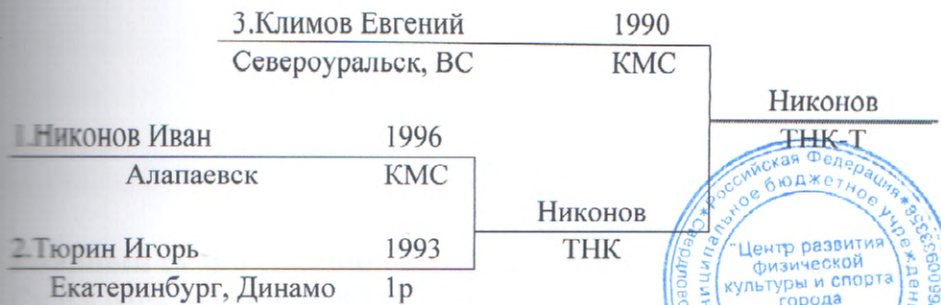 3.Климов Евгений 1990
Североуральск, ВС КМС
Никонов
ТНК-Т
1.Никонов Иван 1996
Алапаевск КМС
Никонов
ТНК
2.Тюрин Игорь 1993
Екатеринбург, Динамо 1р
Российская Федерация
бюджетное
"Центр развития
физической
культуры и спорта
города